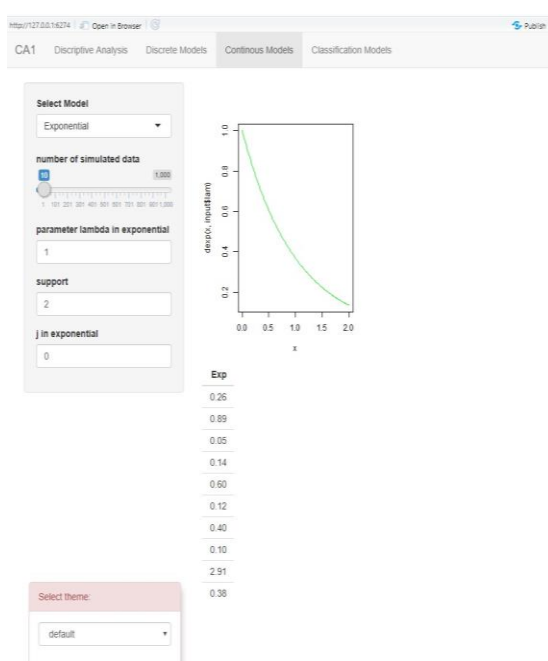 http://127.0.0.1:6274
Open in Browser
Publish
CA1
Discriptive Analysis
Discrete Models
Continous Models
Classification Models
Select Model
Exponential
number of simulated data
10
1,000
1 101 201 301 401 501 601 701 801 901 1,000
parameter lambda in exponential
1
support
2
j in exponential
0
dexp(x, input$lam)
1.0
0.8
0.6
0.4
0.2
0.0 0.5 1.0 1.5 2.0
x
Exp
0.26
0.89
0.05
0.14
0.60
0.12
0.40
0.10
2.91
0.38
Select theme:
default